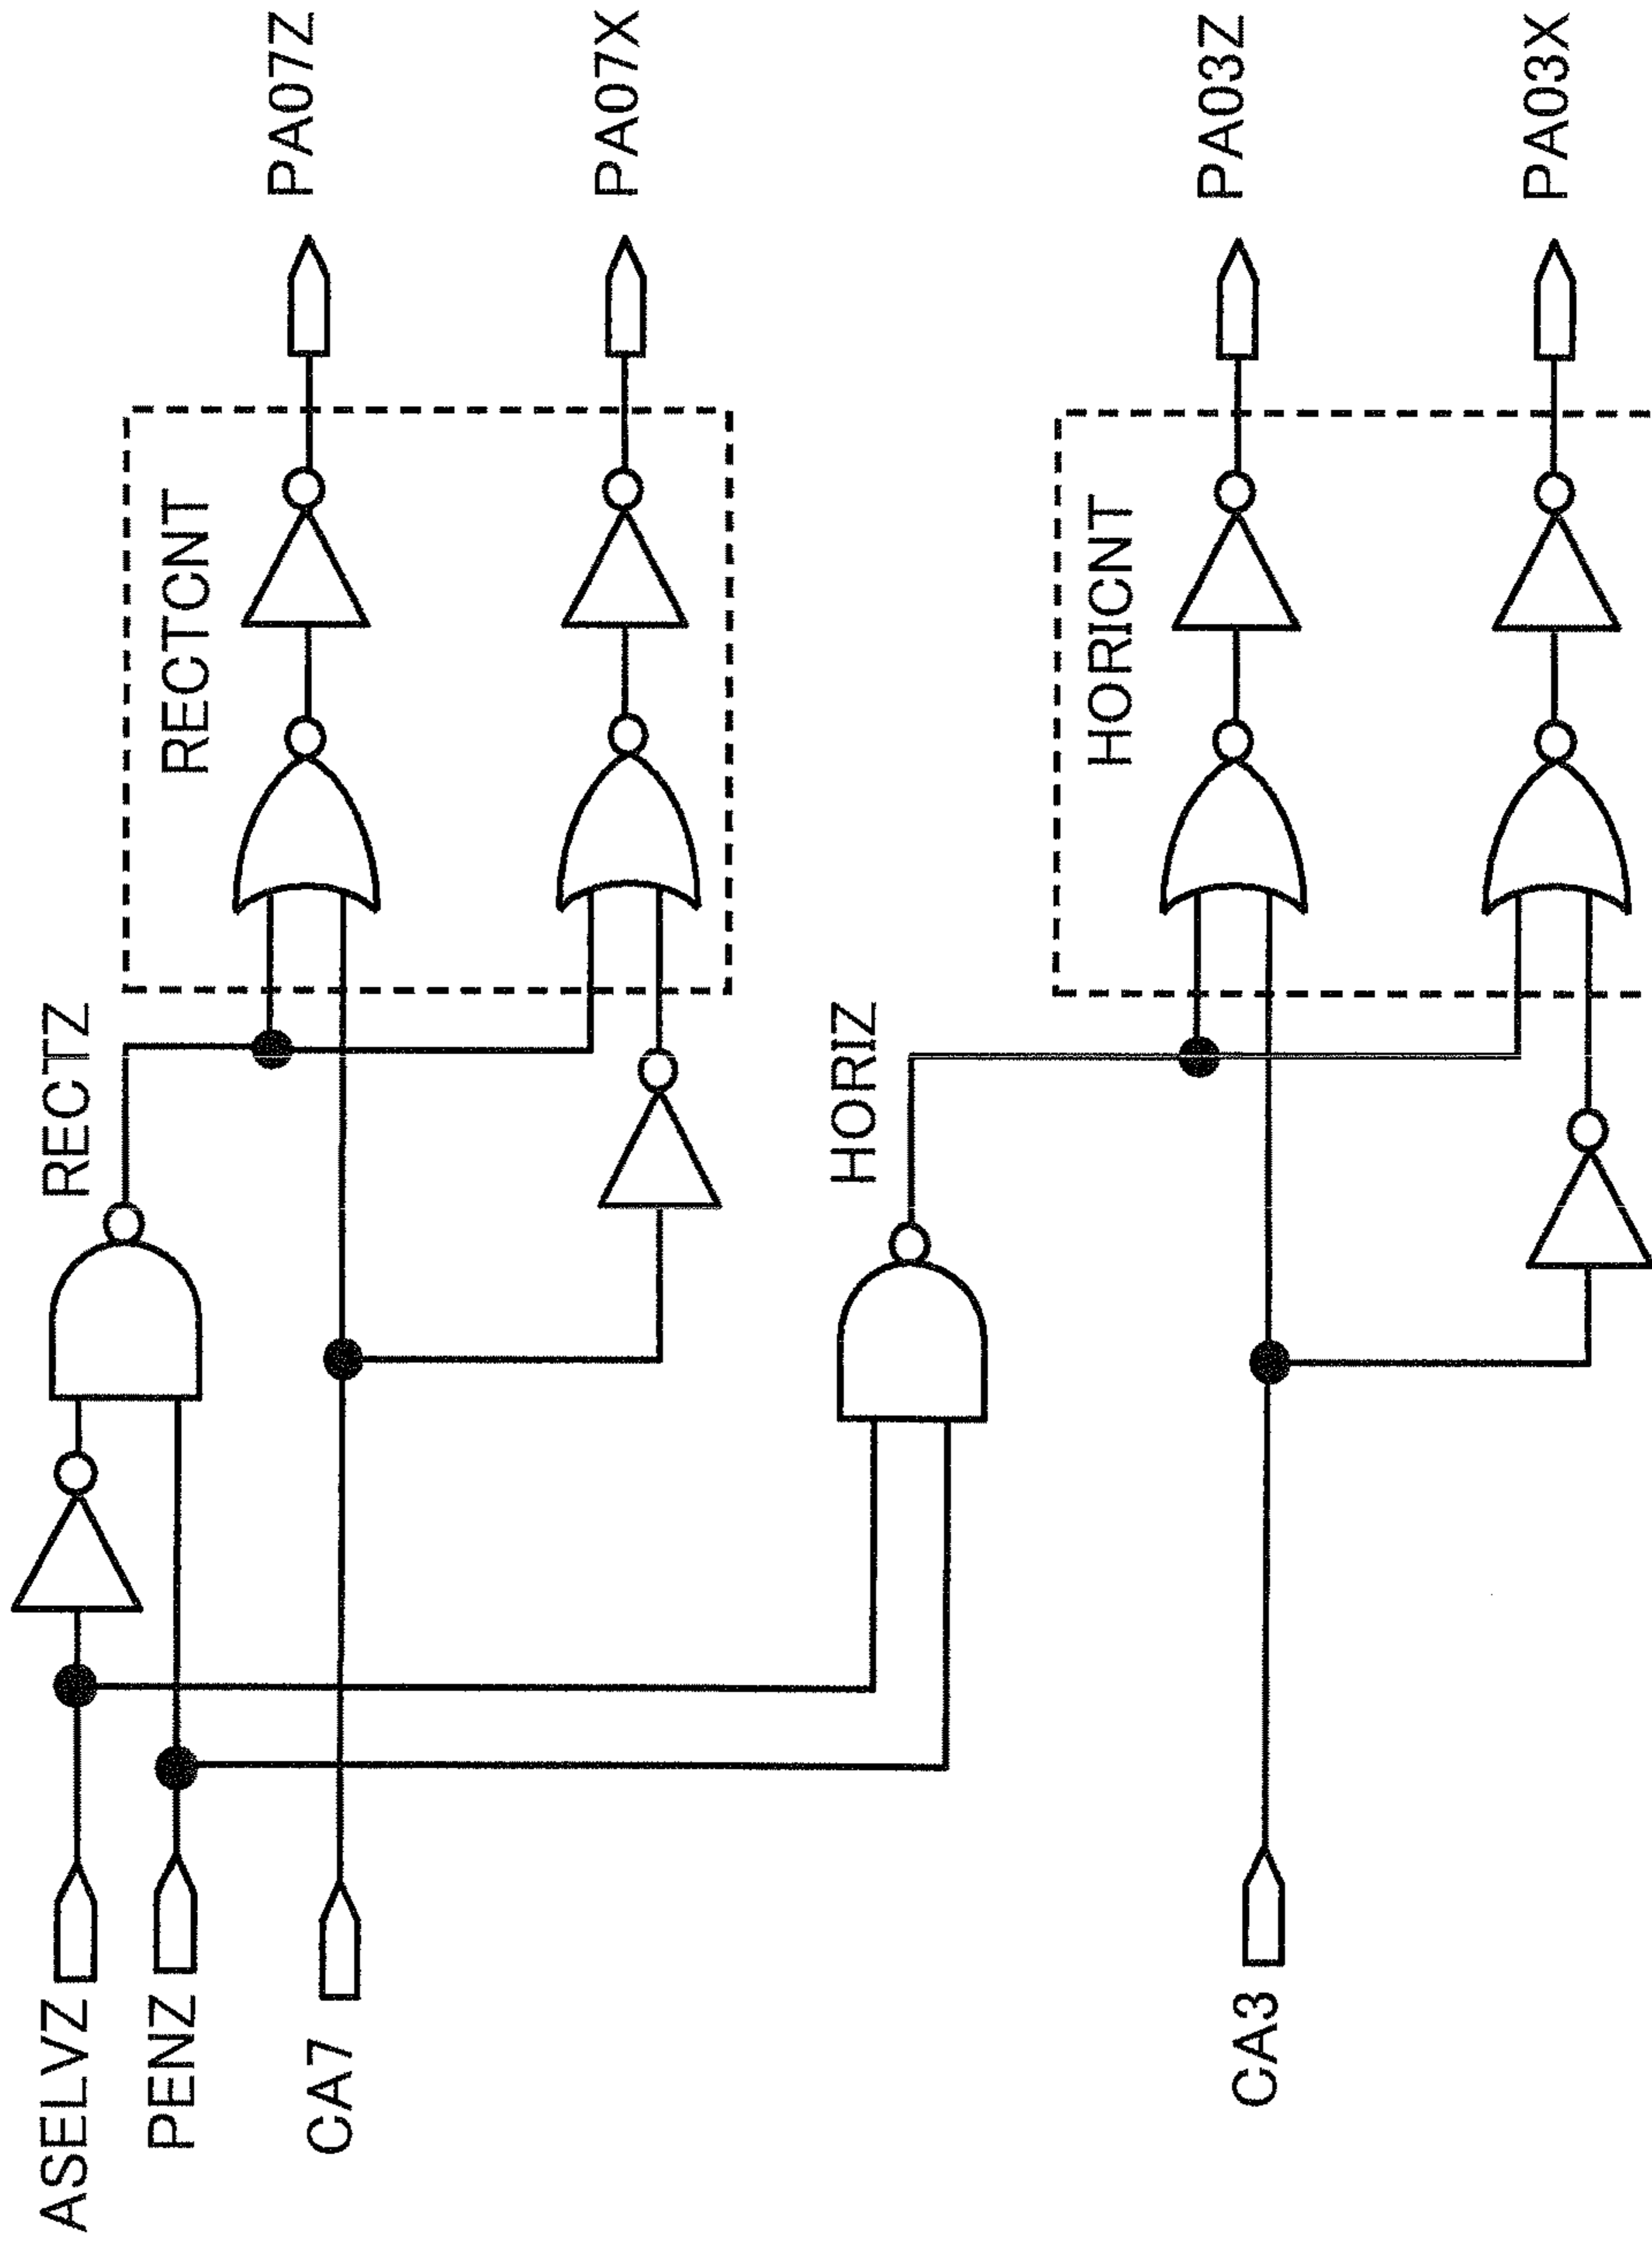 ASELVZ
PENZ
CA7
CA3
RECTZ
HORIZ
RECTCNT
HORICNT
PA07Z
PA07X
PA03Z
PA03X